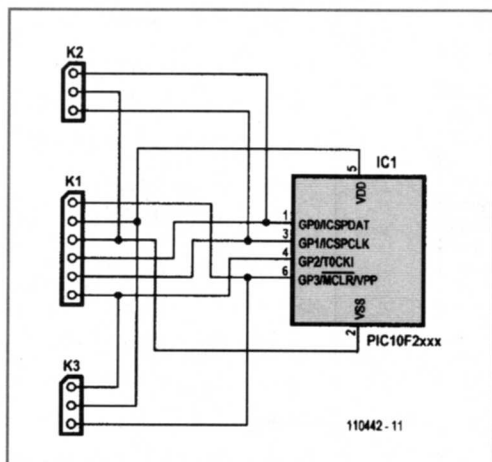 K2
K1
K3
IC1
5
VDD
1
GP0/ICSPDAT
3
GP1/ICSPCLK
4
GP2/T0CKI
6
GP3/MCLR/VPP
VSS
2
PIC10F2xxx
110442 - 11